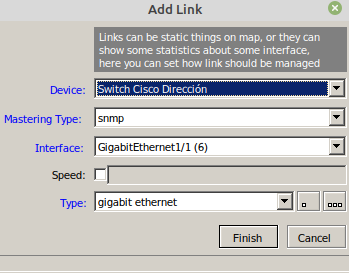 Add Link
Links can be static things on map, or they can
show some statistics about some interface,
here you can set how link should be managed
Device: Switch Cisco Dirección
Mastering Type: snmp
Interface: GigabitEthernet1/1 (6)
Speed:
Type: gigabit ethernet . ...
Finish Cancel